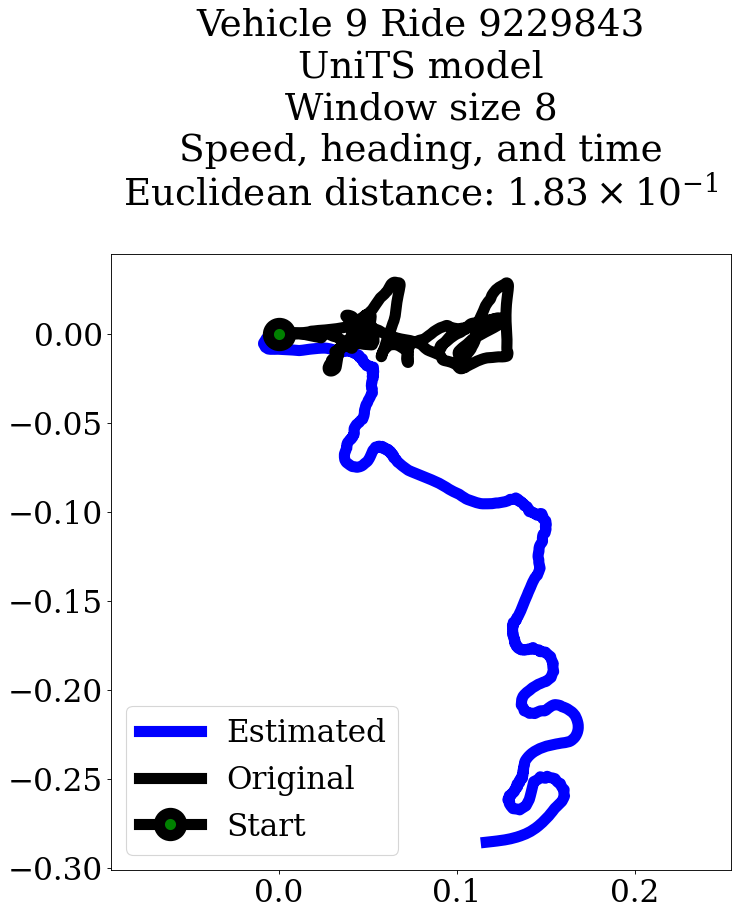 Vehicle 9 Ride 9229843
UniTS model
Window size 8
Speed, heading, and time
Euclidean distance: 1.83 × 10⁻¹
0.00
−0.05
−0.10
−0.15
−0.20
−0.25
−0.30
Estimated
Original
Start
0.0 0.1 0.2